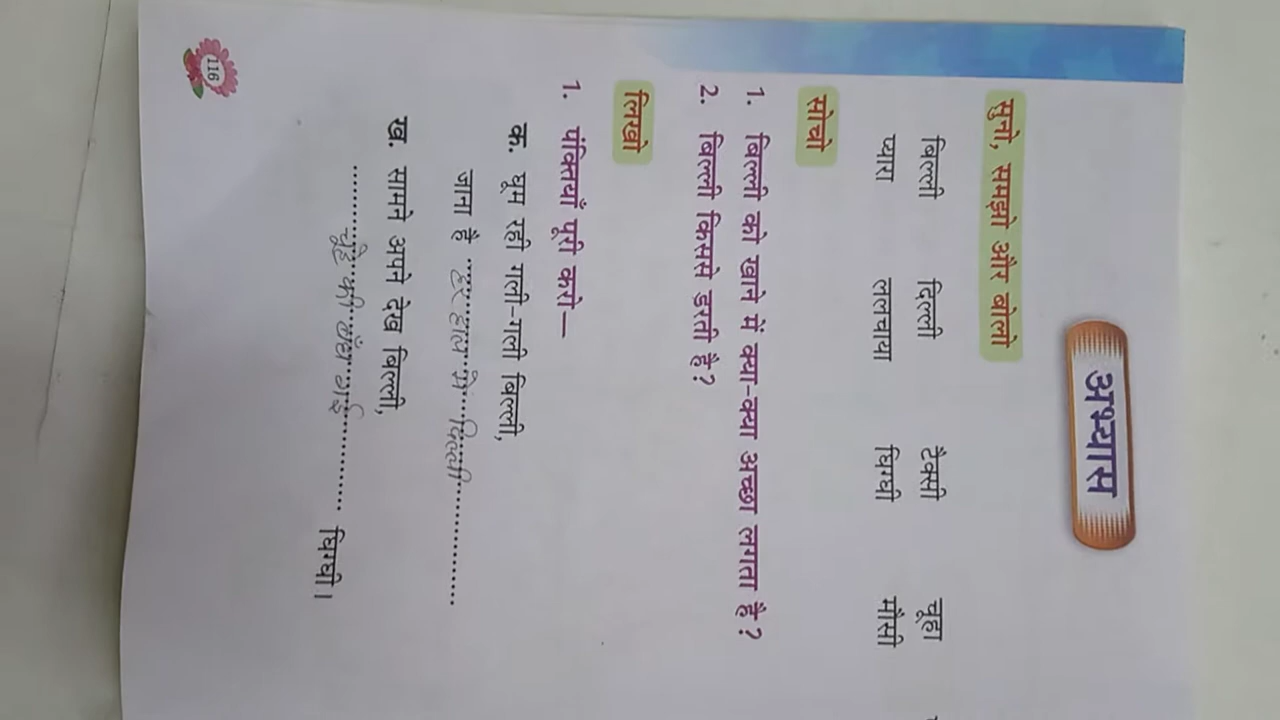 अभ्यास
सुनो, समझो और बोलो
बिल्ली दिल्ली टैक्सी चूहा
प्यारा ललचाया घिग्घी मौसी
सोचो
1. बिल्ली को खाने में क्या-क्या अच्छा लगता है?
2. बिल्ली किससे डरती है?
लिखो
1. पंक्तियाँ पूरी करो—
क. घूम रही गली-गली बिल्ली,
जाना है हर हाल में दिल्ली
ख. सामने अपने देख बिल्ली,
चूहे की बँध गई घिग्घी।
116